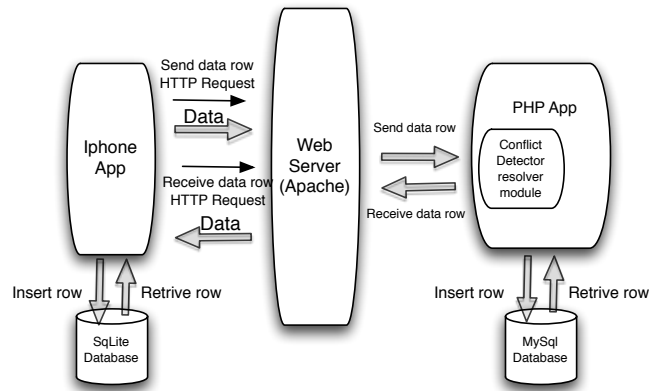 Send data row
HTTP Request
Data
Iphone
App
Receive data row
HTTP Request
Data
Web
Server
(Apache)
Send data row
Receive data row
PHP App
Conflict
Detector
resolver
module
Insert row
Retrive row
SqLite
Database
Insert row
Retrive row
MySql
Database